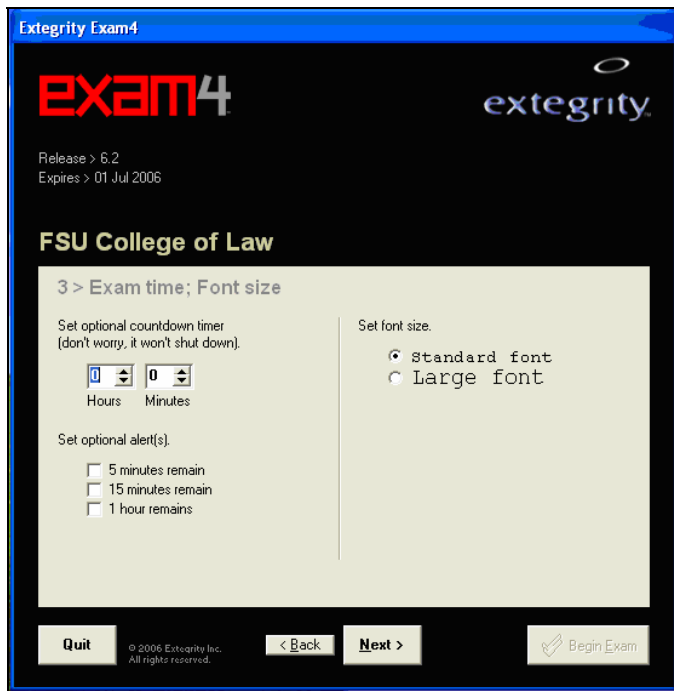 Extegrity Exam4
exam4
extegrity
Release > 6.2
Expires > 01 Jul 2006
FSU College of Law
3 > Exam time; Font size
Set optional countdown timer
(don't worry, it won't shut down).
0 0
Hours Minutes
Set optional alert(s).
5 minutes remain
15 minutes remain
1 hour remains
Set font size.
Standard font
Large font
Quit
© 2006 Extegrity Inc.
All rights reserved.
< Back
Next >
Begin Exam